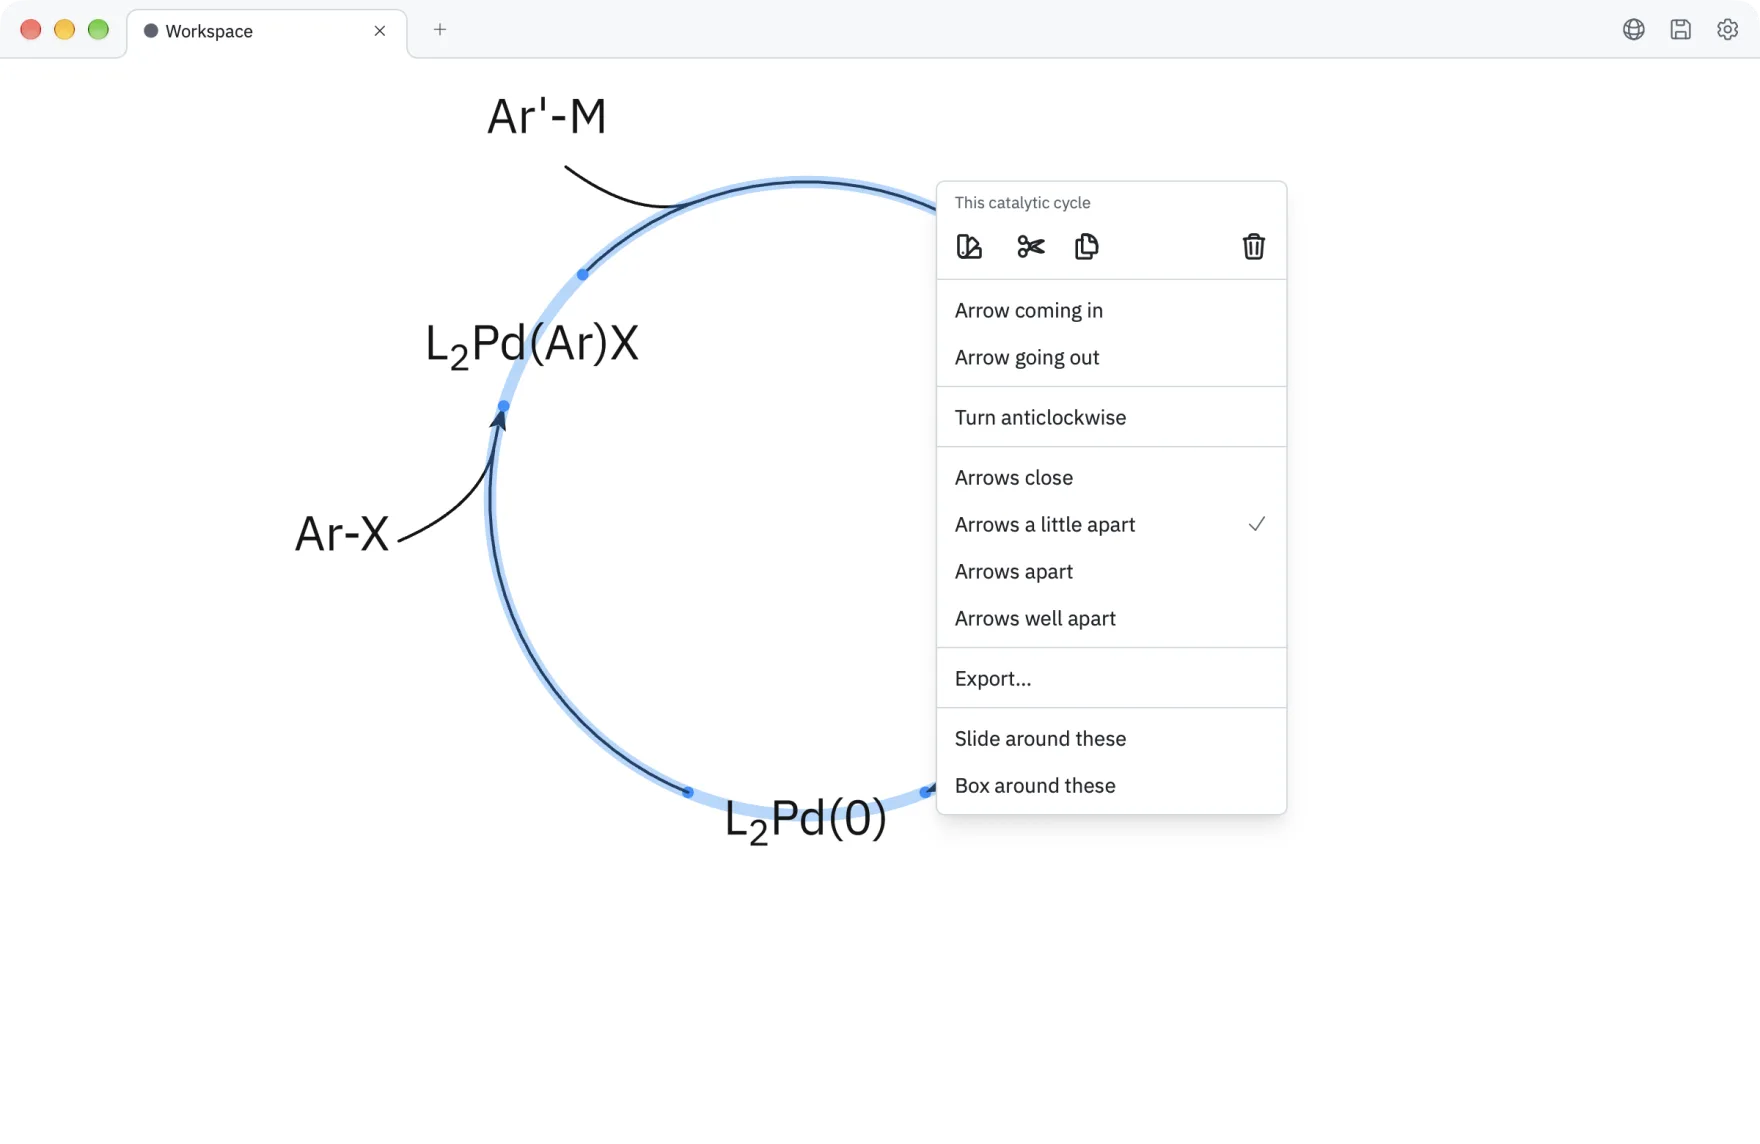 Workspace
Ar'-M
This catalytic cycle
Arrow coming in
L₂Pd(Ar)X
Arrow going out
Turn anticlockwise
Arrows close
Ar-X
Arrows a little apart
Arrows apart
Arrows well apart
Export...
Slide around these
Box around these
L₂Pd(0)